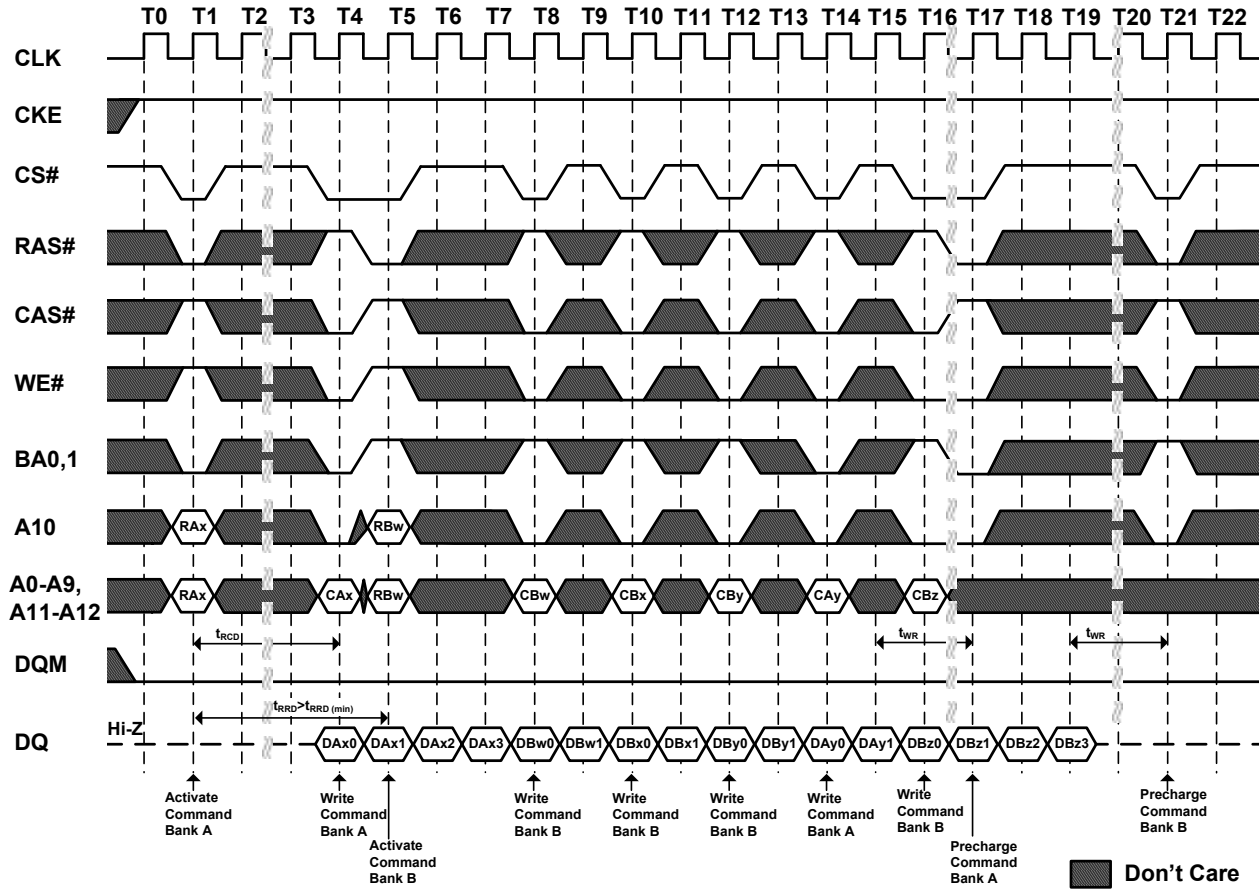 T0 T1 T2 T3 T4 T5 T6 T7 T8 T9 T10 T11 T12 T13 T14 T15 T16 T17 T18 T19 T20 T21 T22
CLK
CKE
CS#
RAS#
CAS#
WE#
BA0,1
A10
RAx RBw
A0-A9,
A11-A12
RAx CAx RBw CBw CBx CBy CAy CBz
tRCD tWR tWR
DQM
tRRD>tRRD (min)
Hi-Z
DQ
DAx0 DAx1 DAx2 DAx3 DBw0 DBw1 DBx0 DBx1 DBy0 DBy1 DAy0 DAy1 DBz0 DBz1 DBz2 DBz3
Activate
Command
Bank A
Write
Command
Bank A
Activate
Command
Bank B
Write
Command
Bank B
Write
Command
Bank B
Write
Command
Bank B
Write
Command
Bank A
Write
Command
Bank B
Precharge
Command
Bank A
Precharge
Command
Bank B
Don't Care